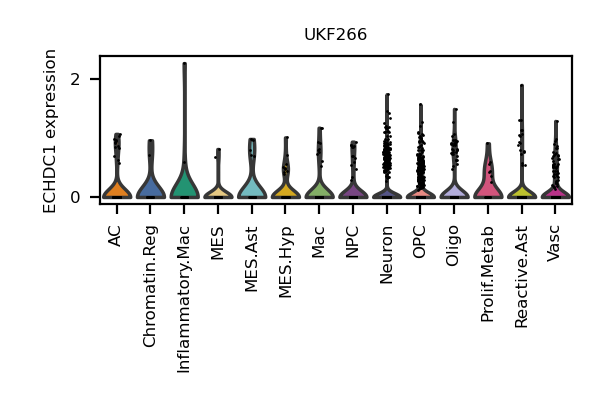 UKF266
ECHDC1 expression
2
0
AC
Chromatin.Reg
Inflammatory.Mac
MES
MES.Ast
MES.Hyp
Mac
NPC
Neuron
OPC
Oligo
Prolif.Metab
Reactive.Ast
Vasc